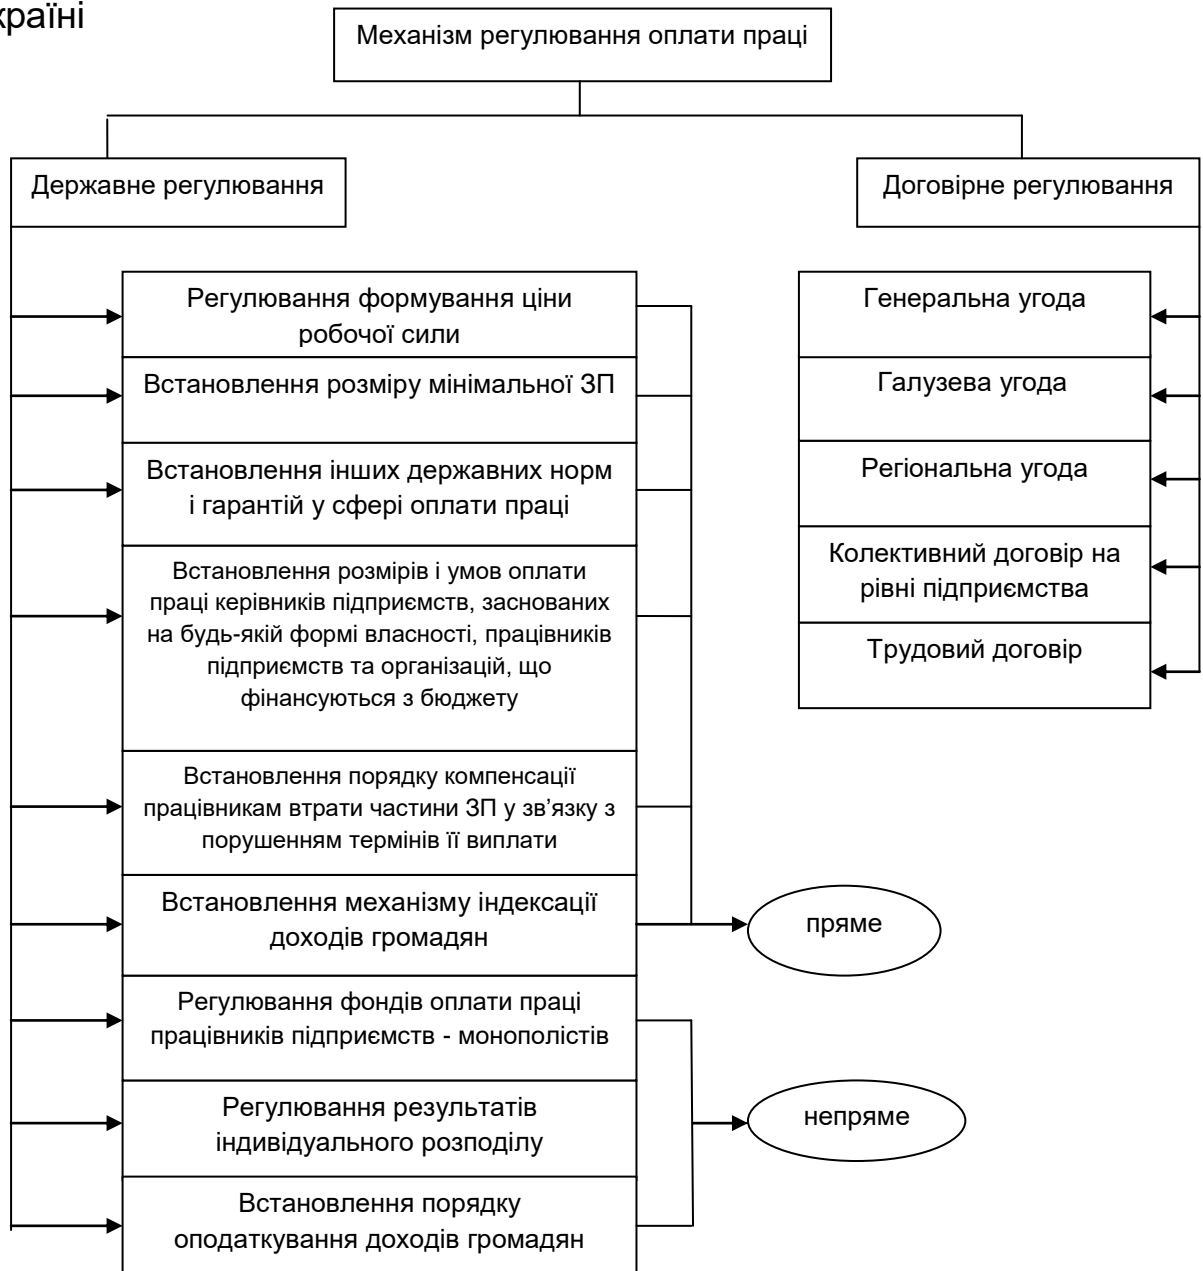 країні
Механізм регулювання оплати праці
Державне регулювання
Договірне регулювання
Регулювання формування ціни
робочої сили
Встановлення розміру мінімальної ЗП
Встановлення інших державних норм
і гарантій у сфері оплати праці
Встановлення розмірів і умов оплати
праці керівників підприємств, заснованих
на будь-якій формі власності, працівників
підприємств та організацій, що
фінансуються з бюджету
Встановлення порядку компенсації
працівникам втрати частини ЗП у зв’язку з
порушенням термінів її виплати
Встановлення механізму індексації
доходів громадян
Регулювання фондів оплати праці
працівників підприємств - монополістів
Регулювання результатів
індивідуального розподілу
Встановлення порядку
оподаткування доходів громадян
Генеральна угода
Галузева угода
Регіональна угода
Колективний договір на
рівні підприємства
Трудовий договір
пряме
непряме